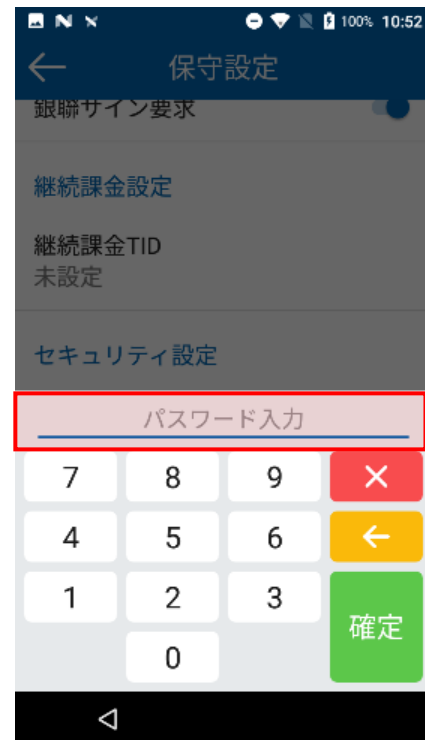 100% 10:52
保守設定
銀聯サイン要求
継続課金設定
継続課金TID
未設定
セキュリティ設定
パスワード入力
7 8 9
4 5 6
1 2 3
確定
0